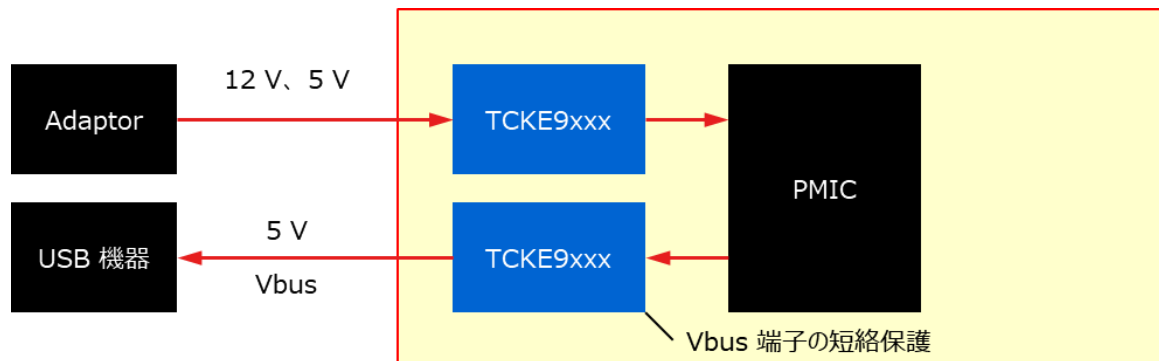 12 V、5 V
Adaptor
TCKE9xxx
PMIC
USB 機器
5 V
Vbus
TCKE9xxx
Vbus 端子の短絡保護